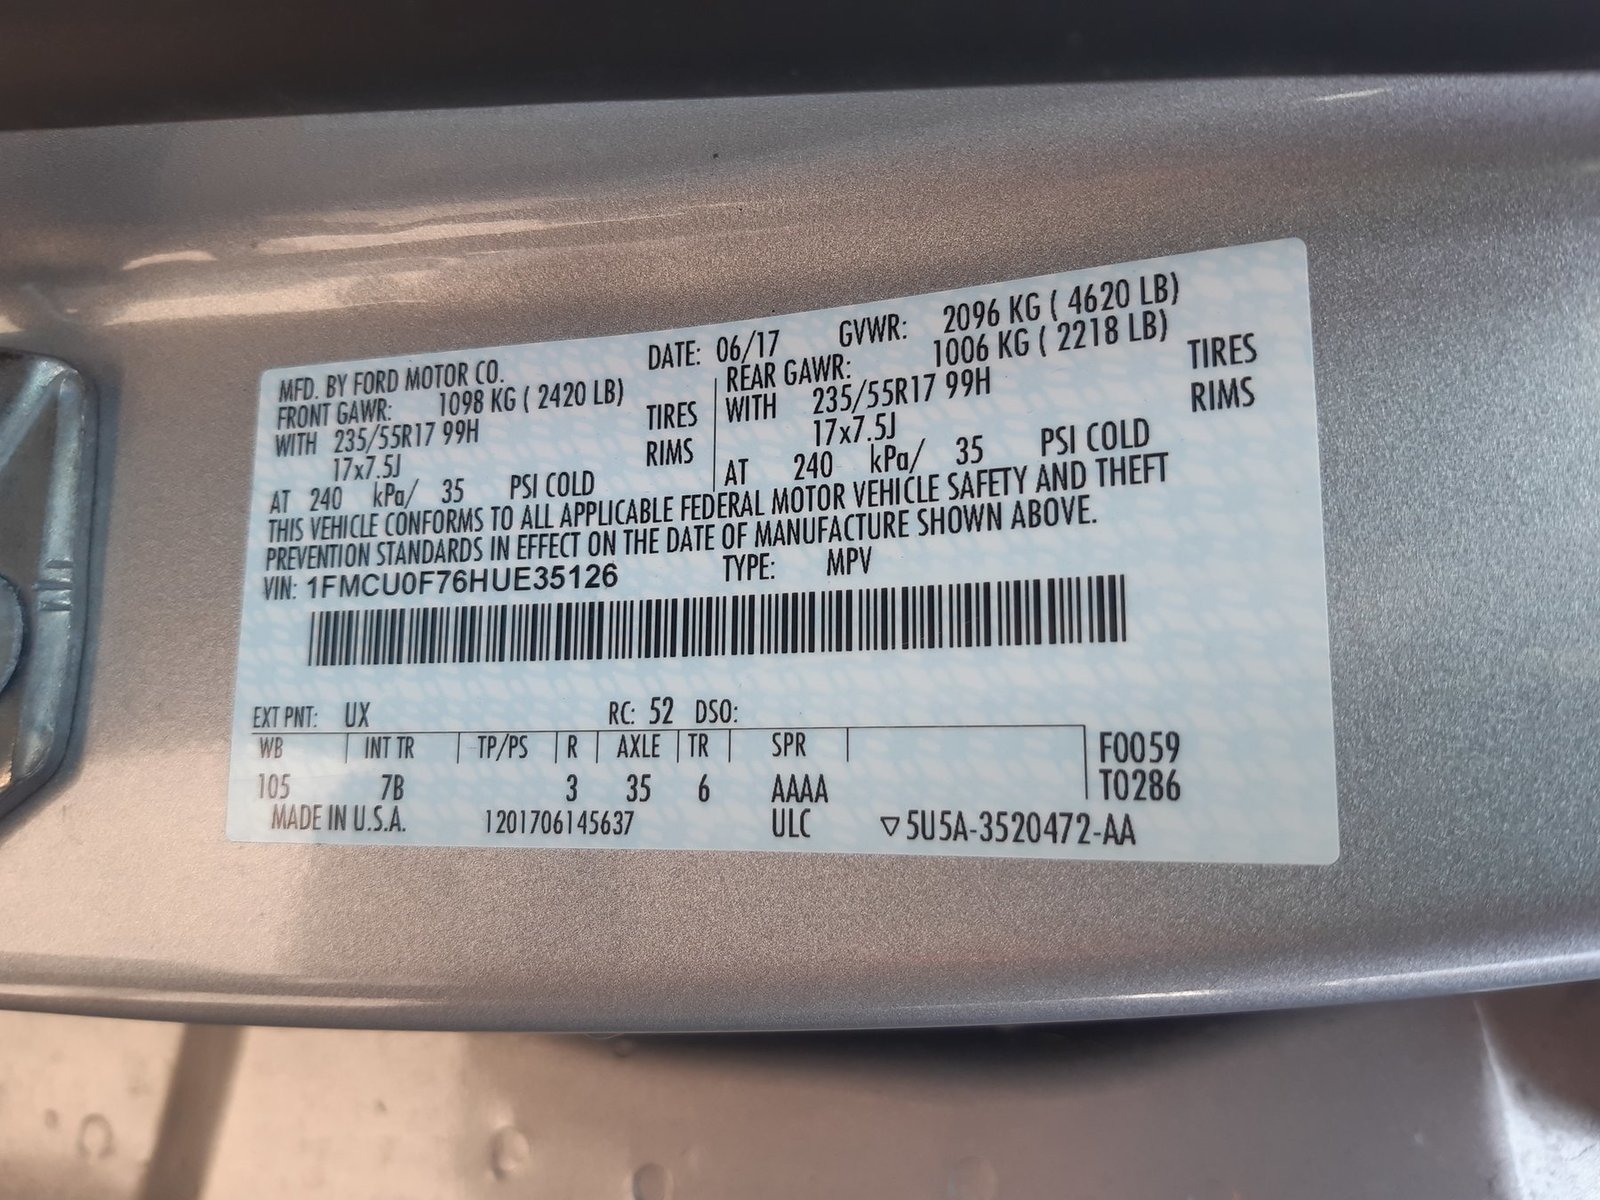 MFD. BY FORD MOTOR CO. DATE: 06/17 GVWR: 2096 KG ( 4620 LB)
FRONT GAWR: 1098 KG ( 2420 LB) REAR GAWR: 1006 KG ( 2218 LB)
WITH 235/55R17 99H TIRES WITH 235/55R17 99H TIRES
17x7.5J RIMS 17x7.5J RIMS
AT 240 kPa/ 35 PSI COLD AT 240 kPa/ 35 PSI COLD
THIS VEHICLE CONFORMS TO ALL APPLICABLE FEDERAL MOTOR VEHICLE SAFETY AND THEFT
PREVENTION STANDARDS IN EFFECT ON THE DATE OF MANUFACTURE SHOWN ABOVE.
VIN: 1FMCU0F76HUE35126 TYPE: MPV
EXT PNT: UX RC: 52 DSO:
WB INT TR TP/PS R AXLE TR SPR F0059
105 7B 3 35 6 AAAA T0286
MADE IN U.S.A. 1201706145637 ULC ▽5U5A-3520472-AA